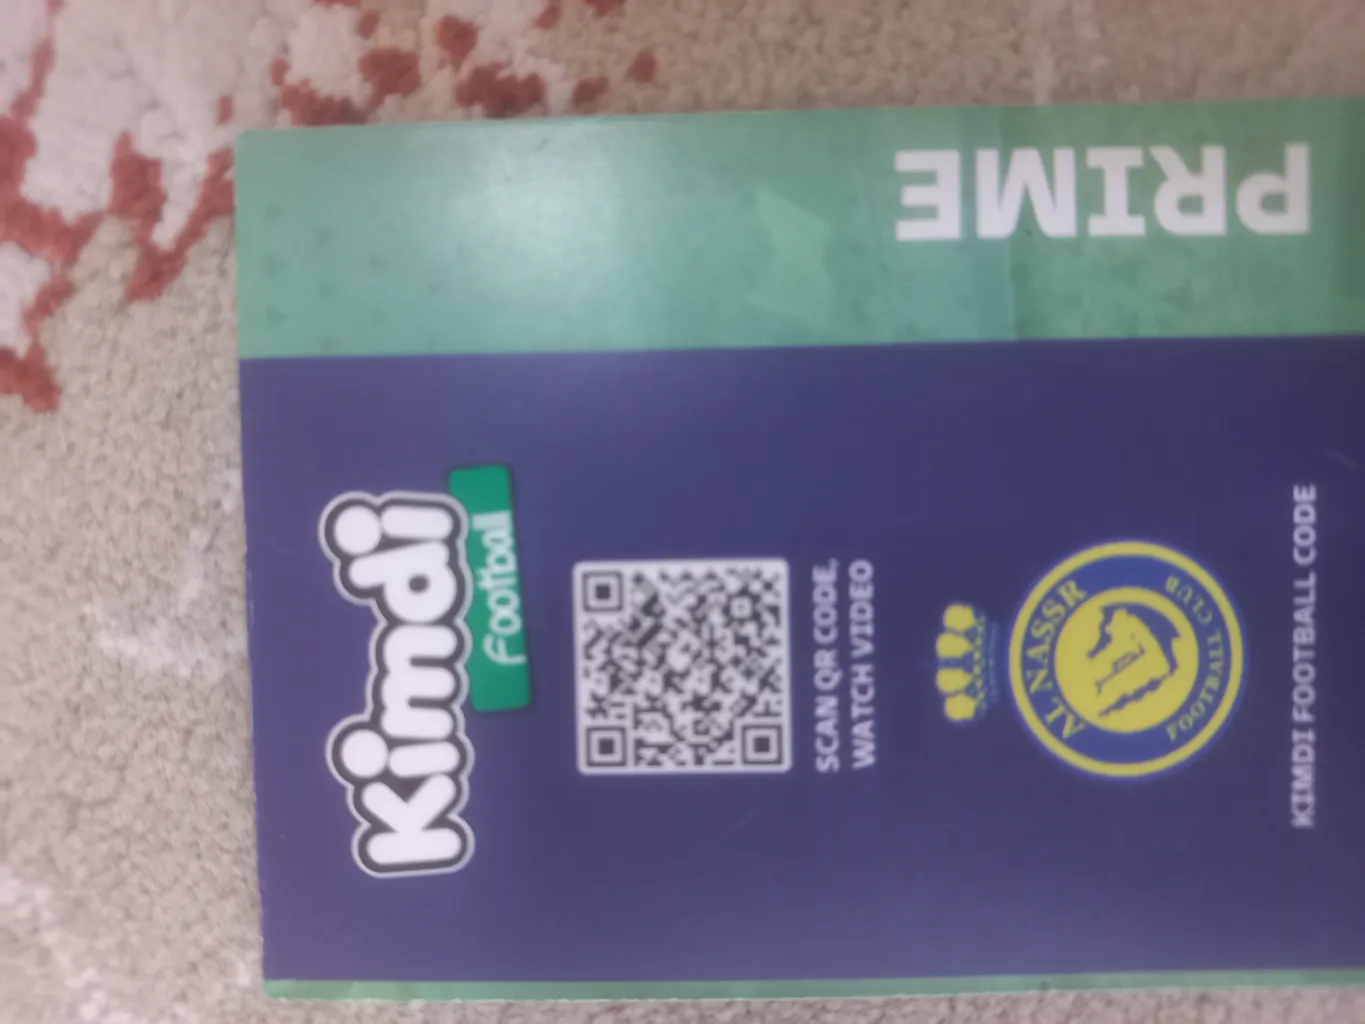 PRIME
Kimdi
Football
SCAN QR CODE,
WATCH VIDEO
AL NASSR
FOOTBALL CLUB
KIMDI FOOTBALL CODE